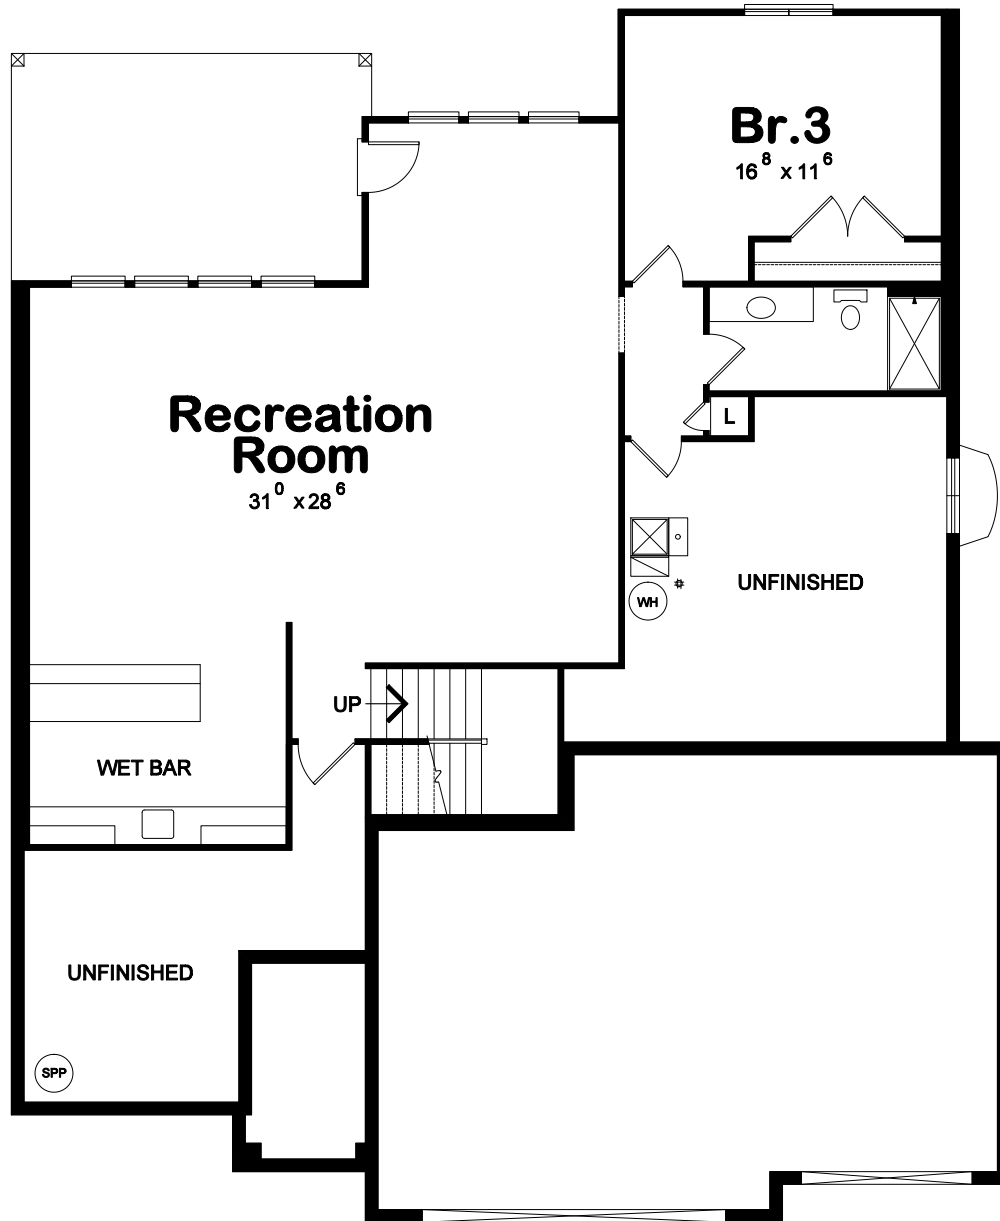 Br.3
16⁸ x 11⁶
Recreation
Room
31⁰ x 28⁶
L
UNFINISHED
WH
UP
WET BAR
UNFINISHED
SPP